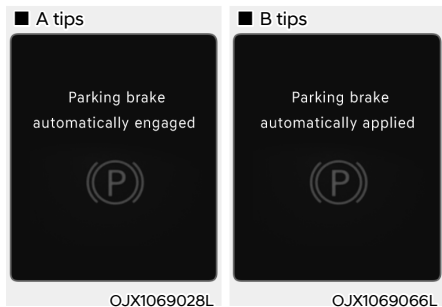 ■ A tips
Parking brake
automatically engaged
(P)
OJX1069028L
■ B tips
Parking brake
automatically applied
(P)
OJX1069066L